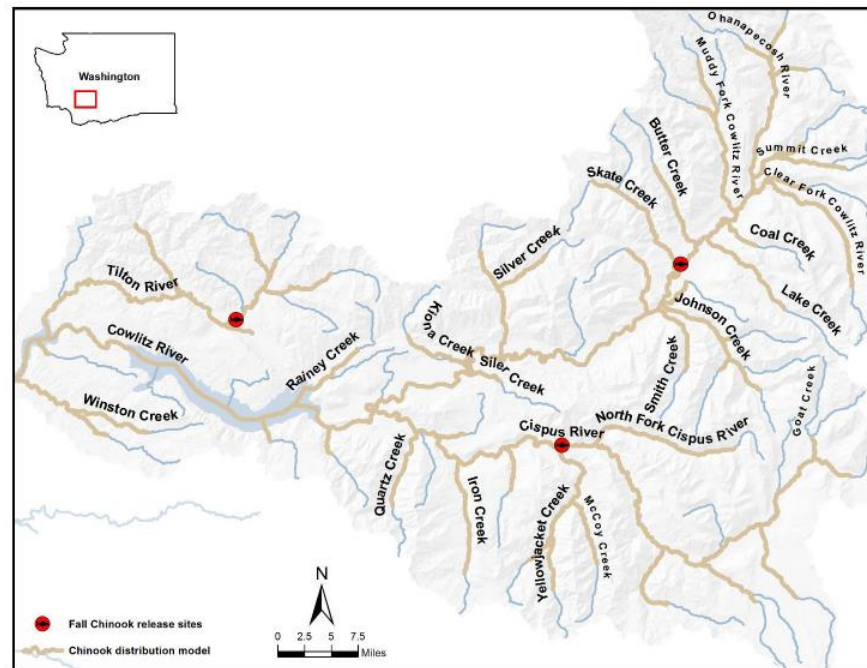 Washington
Ohanapecosh River
Muddy Fork Cowlitz River
Butter Creek
Summit Creek
Skate Creek
Clear Fork Cowlitz River
Silver Creek
Coal Creek
Tilton River
Lake Creek
Johnson Creek
Kiona Creek
Cowlitz River
Rainey Creek
Siler Creek
Smith Creek
Goat Creek
Winston Creek
Cispus River
North Fork Cispus River
Quartz Creek
Iron Creek
Yellowjacket Creek
McCoy Creek
N
Fall Chinook release sites
0 2.5 5 7.5
Miles
Chinook distribution model